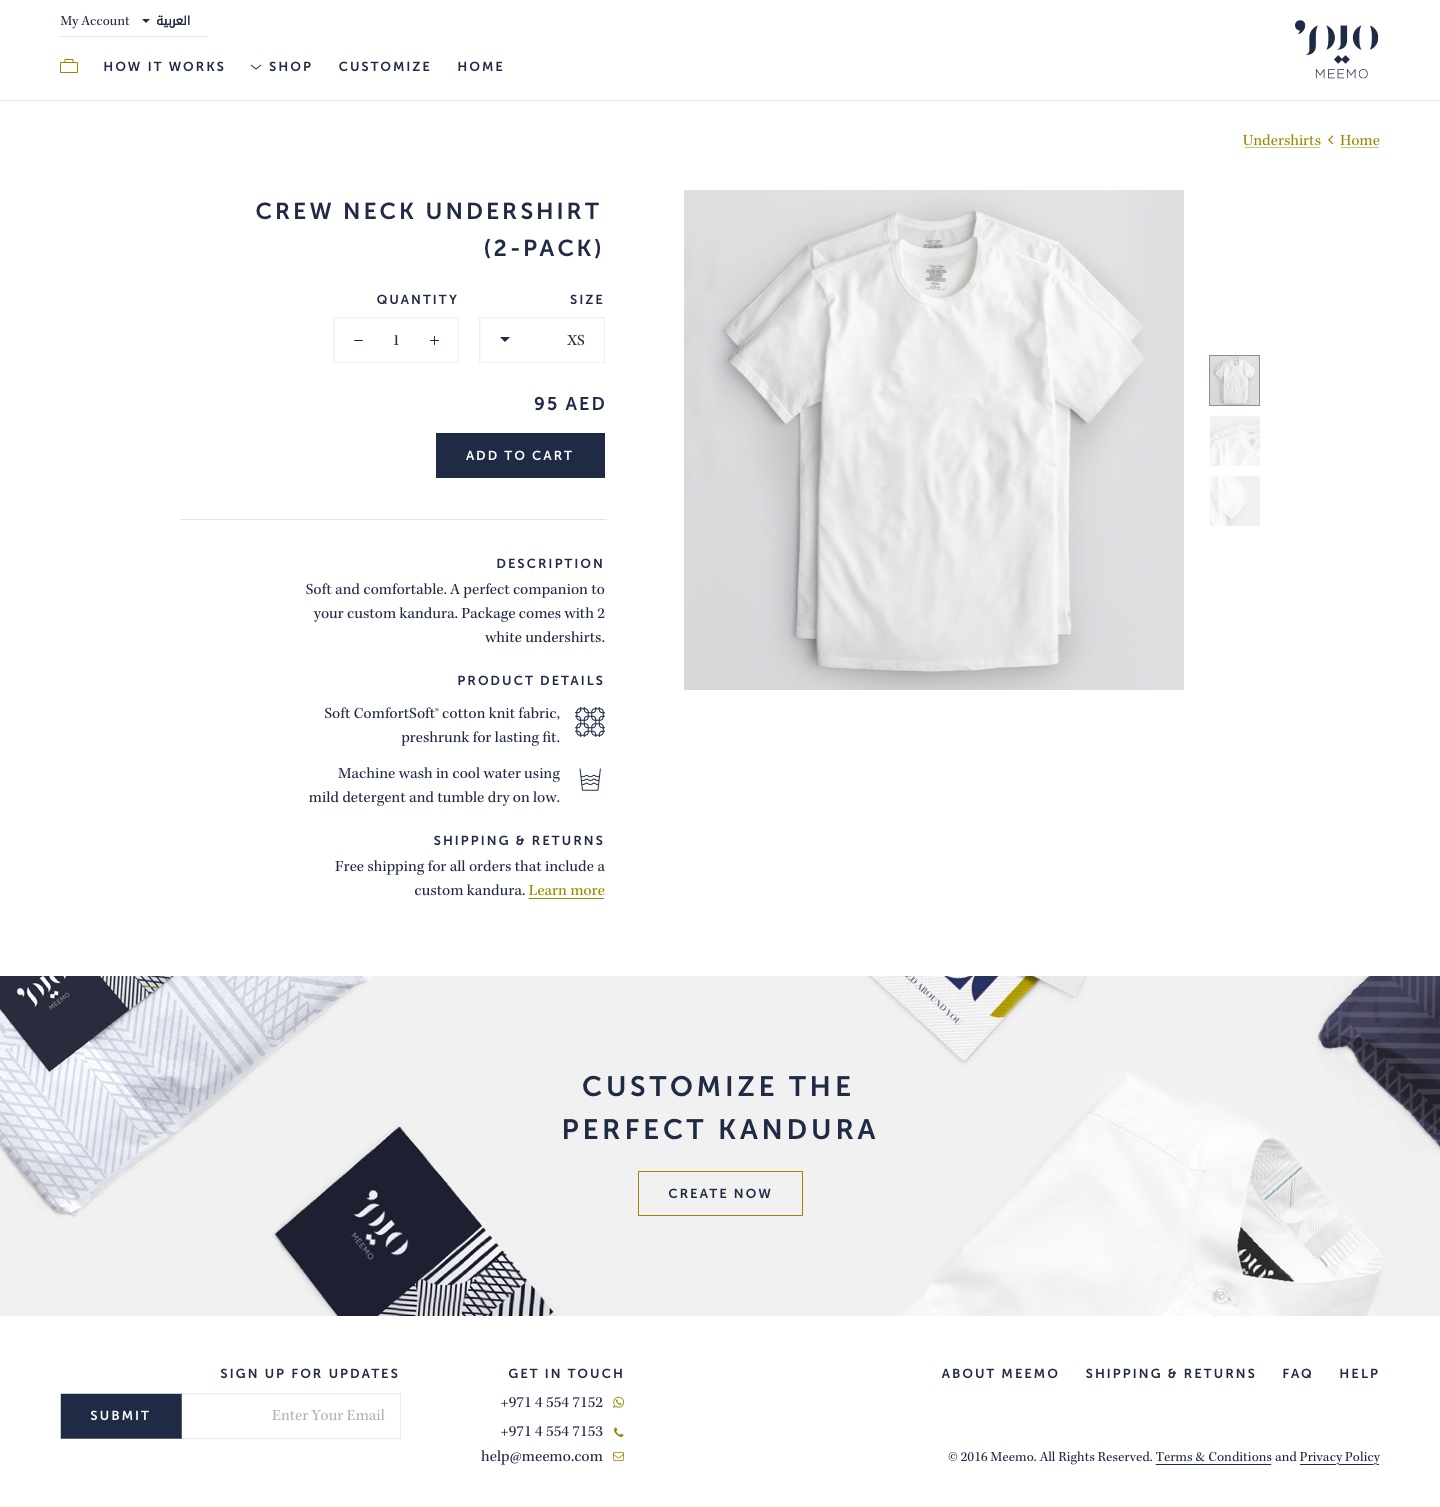 My Account
العربية
HOW IT WORKS
SHOP
CUSTOMIZE
HOME
ميمو
MEEMO
Undershirts
Home
CREW NECK UNDERSHIRT
(2-PACK)
QUANTITY
SIZE
− 1 +
XS
95 AED
ADD TO CART
DESCRIPTION
Soft and comfortable. A perfect companion to
your custom kandura. Package comes with 2
white undershirts.
PRODUCT DETAILS
Soft ComfortSoft® cotton knit fabric,
preshrunk for lasting fit.
Machine wash in cool water using
mild detergent and tumble dry on low.
SHIPPING & RETURNS
Free shipping for all orders that include a
custom kandura. Learn more
MEEMO
AROUND YOU
CUSTOMIZE THE
PERFECT KANDURA
CREATE NOW
ميمو
MEEMO
SIGN UP FOR UPDATES
SUBMIT
Enter Your Email
GET IN TOUCH
+971 4 554 7152
+971 4 554 7153
help@meemo.com
ABOUT MEEMO
SHIPPING & RETURNS
FAQ
HELP
© 2016 Meemo. All Rights Reserved. Terms & Conditions and Privacy Policy